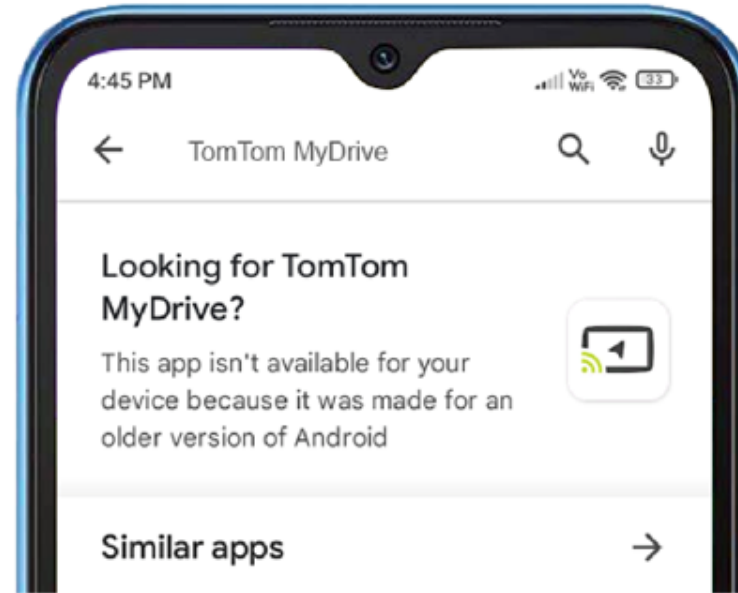 4:45 PM
Vo
WiFi
33
TomTom MyDrive
Looking for TomTom
MyDrive?
This app isn't available for your
device because it was made for an
older version of Android
Similar apps